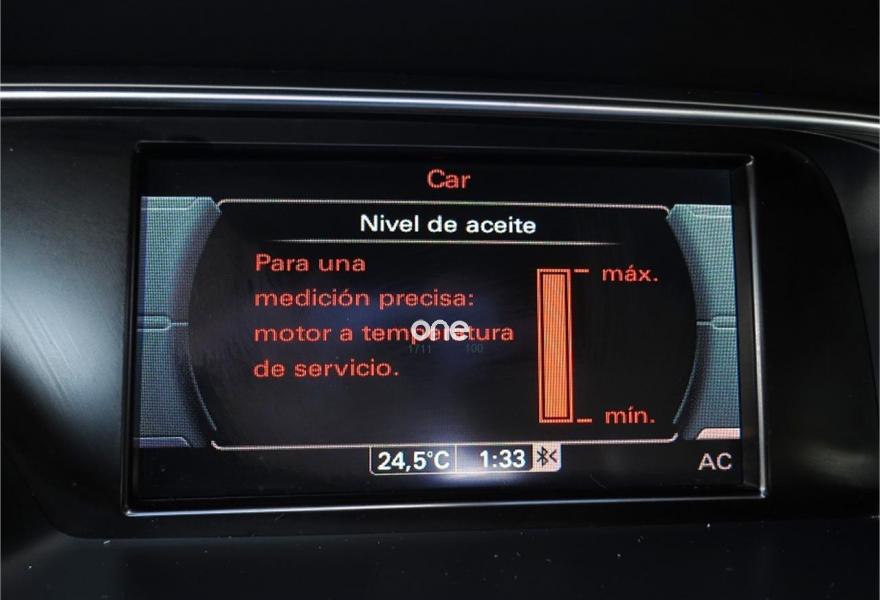 Car
Nivel de aceite
Para una
medición precisa:
motor a temperatura
de servicio.
máx.
mín.
one
24,5°C 1:33
AC